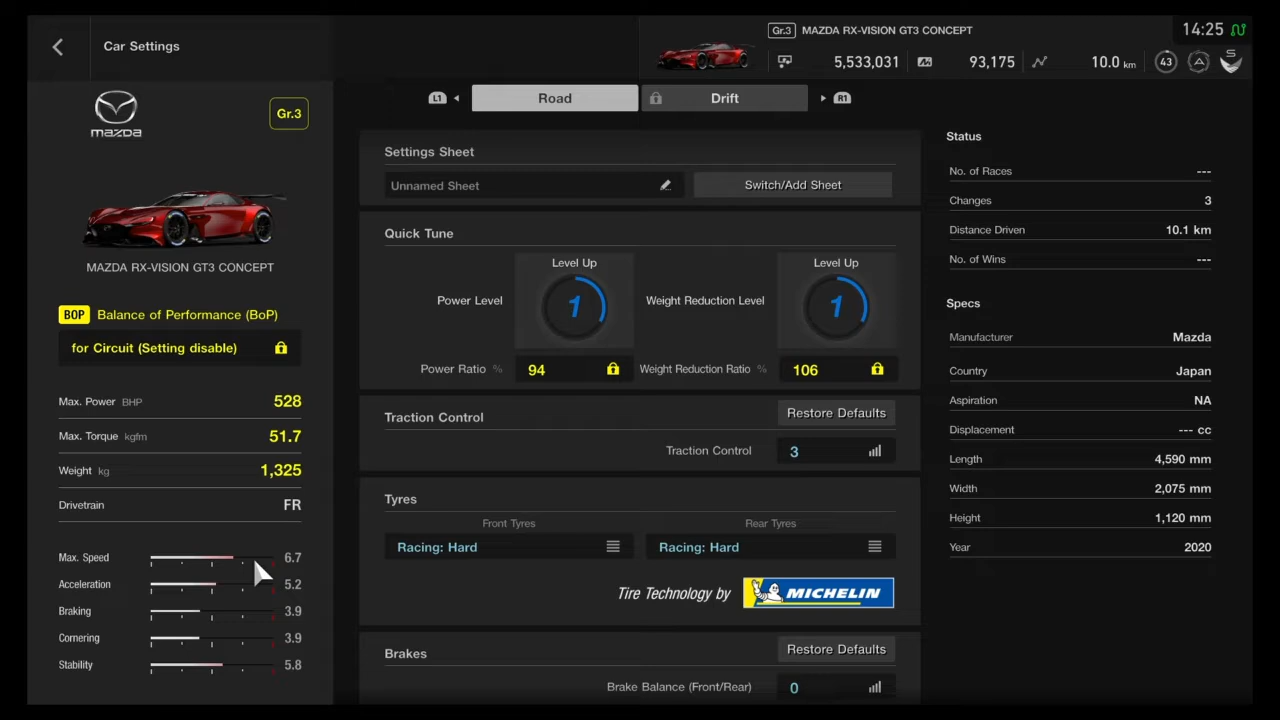 Car Settings
Gr.3 MAZDA RX-VISION GT3 CONCEPT
14:25
5,533,031
93,175
10.0 km
43
S
mazda
Gr.3
MAZDA RX-VISION GT3 CONCEPT
BOP Balance of Performance (BoP)
for Circuit (Setting disable)
Max. Power BHP 528
Max. Torque kgfm 51.7
Weight kg 1,325
Drivetrain FR
Max. Speed 6.7
Acceleration 5.2
Braking 3.9
Cornering 3.9
Stability 5.8
L1 Road Drift R1
Settings Sheet
Unnamed Sheet Switch/Add Sheet
Quick Tune
Level Up Level Up
Power Level 1 Weight Reduction Level 1
Power Ratio % 94 Weight Reduction Ratio % 106
Traction Control Restore Defaults
Traction Control 3
Tyres
Front Tyres Rear Tyres
Racing: Hard Racing: Hard
Tire Technology by MICHELIN
Brakes Restore Defaults
Brake Balance (Front/Rear) 0
Status
No. of Races ---
Changes 3
Distance Driven 10.1 km
No. of Wins ---
Specs
Manufacturer Mazda
Country Japan
Aspiration NA
Displacement --- cc
Length 4,590 mm
Width 2,075 mm
Height 1,120 mm
Year 2020